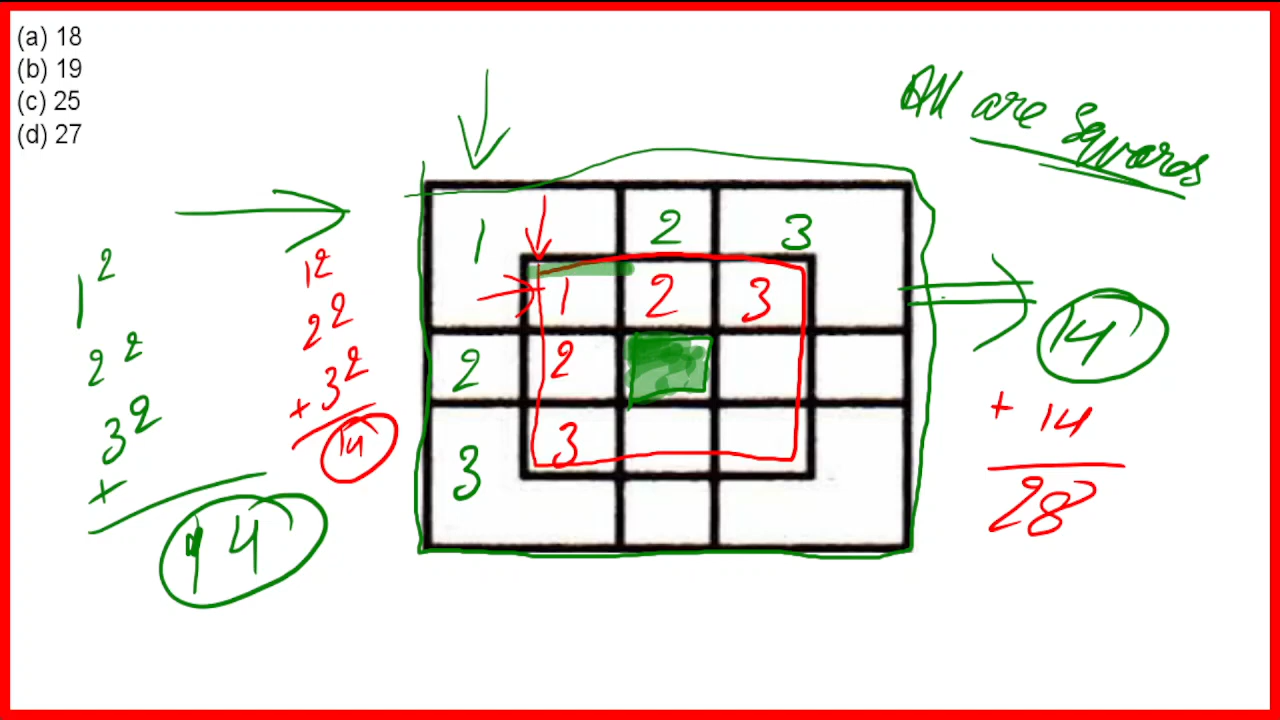 (a) 18
(b) 19
(c) 25
(d) 27
All are Squares
1 2 3
1 2 3
2 2
3 3
1²
2²
3²
+
14
1²
2²
+ 3²
14
14
+ 14
28